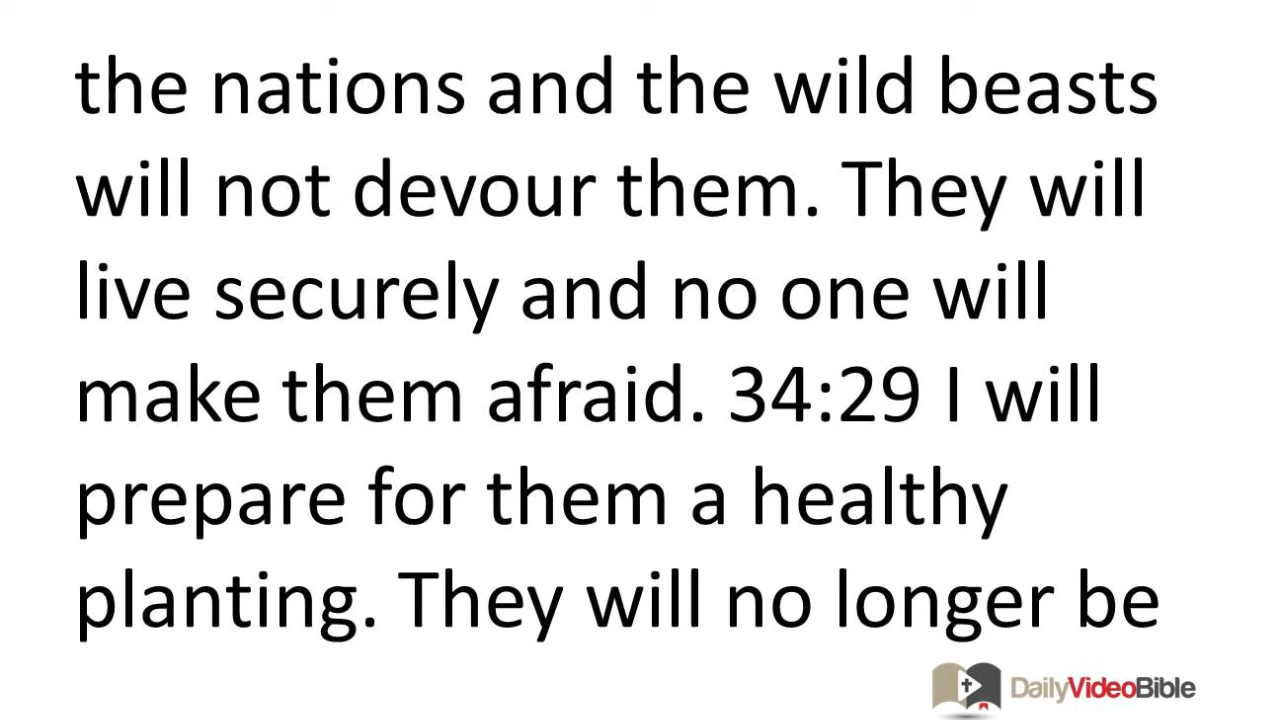 the nations and the wild beasts
will not devour them. They will
live securely and no one will
make them afraid. 34:29 I will
prepare for them a healthy
planting. They will no longer be
DailyVideoBible